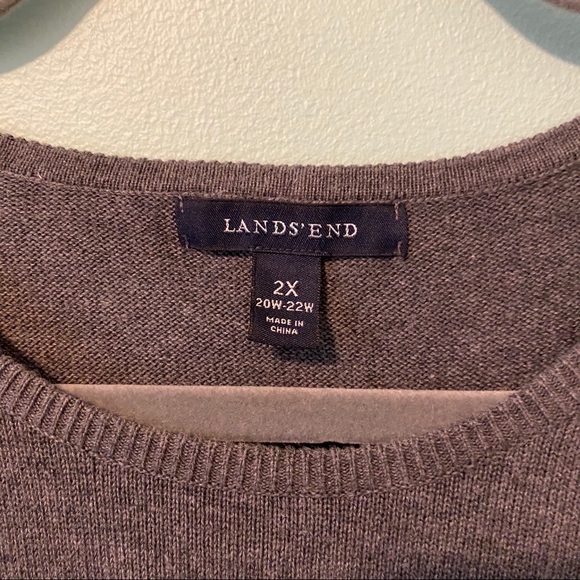 LANDS'END
2X
20W-22W
MADE IN
CHINA